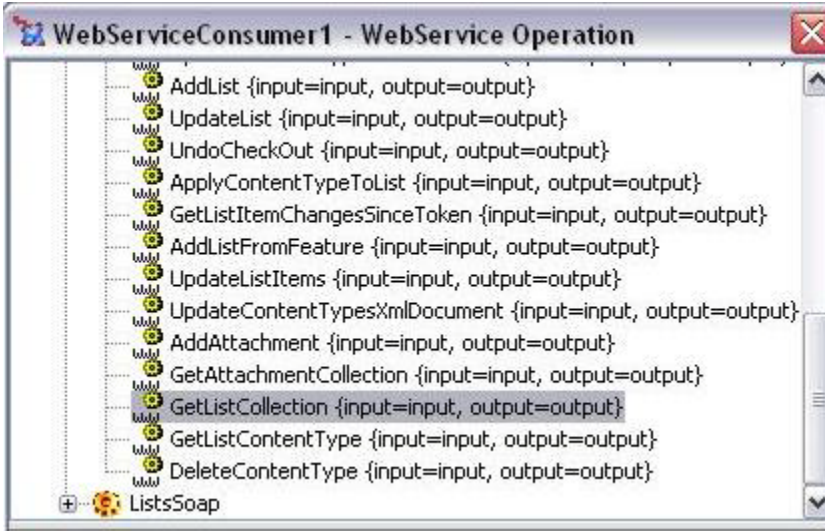 WebServiceConsumer1 - WebService Operation
AddList {input=input, output=output}
UpdateList {input=input, output=output}
UndoCheckOut {input=input, output=output}
ApplyContentTypeToList {input=input, output=output}
GetListItemChangesSinceToken {input=input, output=output}
AddListFromFeature {input=input, output=output}
UpdateListItems {input=input, output=output}
UpdateContentTypesXmlDocument {input=input, output=output}
AddAttachment {input=input, output=output}
GetAttachmentCollection {input=input, output=output}
GetListCollection {input=input, output=output}
GetListContentType {input=input, output=output}
DeleteContentType {input=input, output=output}
ListsSoap